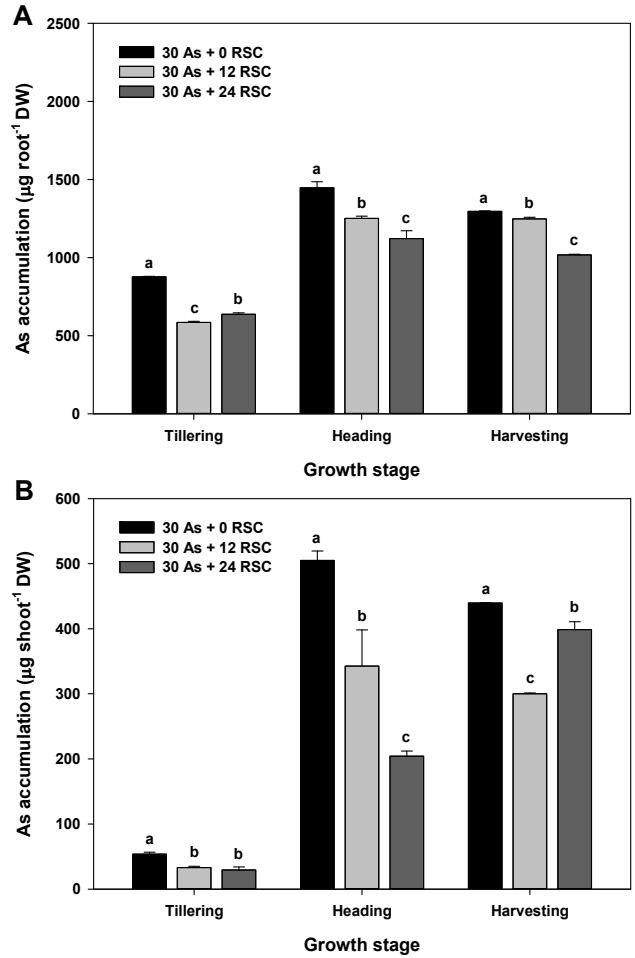 A
As accumulation (µg root⁻¹ DW)
2500
2000
1500
1000
500
0
30 As + 0 RSC
30 As + 12 RSC
30 As + 24 RSC
a
c
b
a
b
c
a
b
c
Tillering Heading Harvesting
Growth stage
B
As accumulation (µg shoot⁻¹ DW)
600
500
400
300
200
100
0
30 As + 0 RSC
30 As + 12 RSC
30 As + 24 RSC
a
b
b
a
b
c
a
c
b
Tillering Heading Harvesting
Growth stage